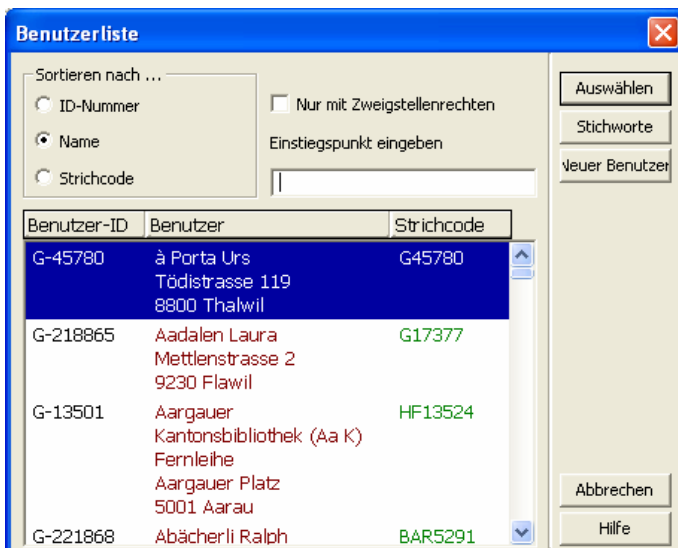 Benutzerliste
Sortieren nach ...
ID-Nummer
Name
Strichcode
Nur mit Zweigstellenrechten
Einstiegspunkt eingeben
Auswählen
Stichworte
Neuer Benutzer
Benutzer-ID Benutzer Strichcode
G-45780 à Porta Urs G45780
Tödistrasse 119
8800 Thalwil
G-218865 Aadalen Laura G17377
Mettlenstrasse 2
9230 Flawil
G-13501 Aargauer HF13524
Kantonsbibliothek (Aa K)
Fernleihe
Aargauer Platz
5001 Aarau
G-221868 Abächerli Ralph BAR5291
Abbrechen
Hilfe